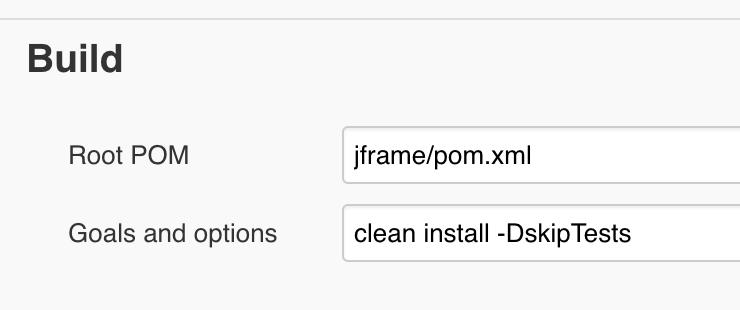 Build
Root POM
jframe/pom.xml
Goals and options
clean install -DskipTests